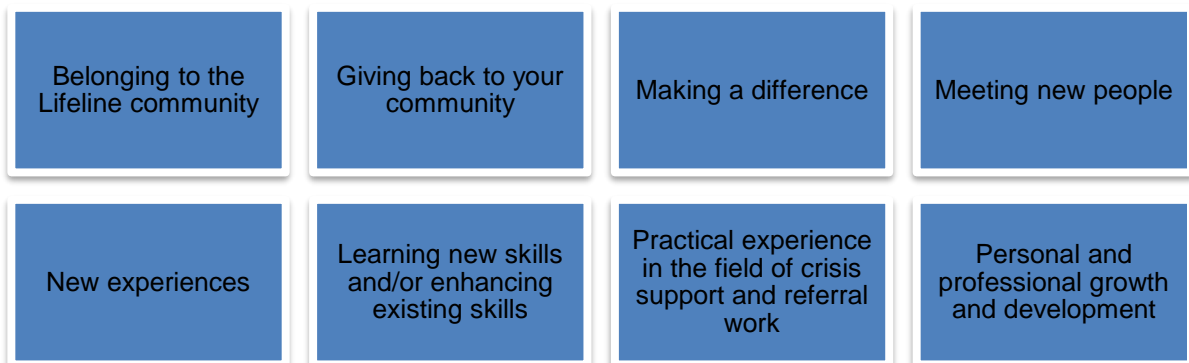 Belonging to the
Lifeline community
Giving back to your
community
Making a difference
Meeting new people
New experiences
Learning new skills
and/or enhancing
existing skills
Practical experience
in the field of crisis
support and referral
work
Personal and
professional growth
and development